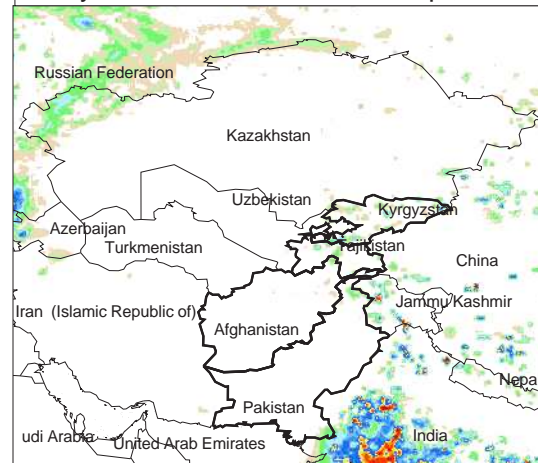 Russian Federation
Kazakhstan
Uzbekistan
Kyrgyzstan
Azerbaijan
Turkmenistan
Tajikistan
China
Iran (Islamic Republic of)
Jammu Kashmir
Afghanistan
Nepa
Pakistan
udi Arabia
United Arab Emirates
India